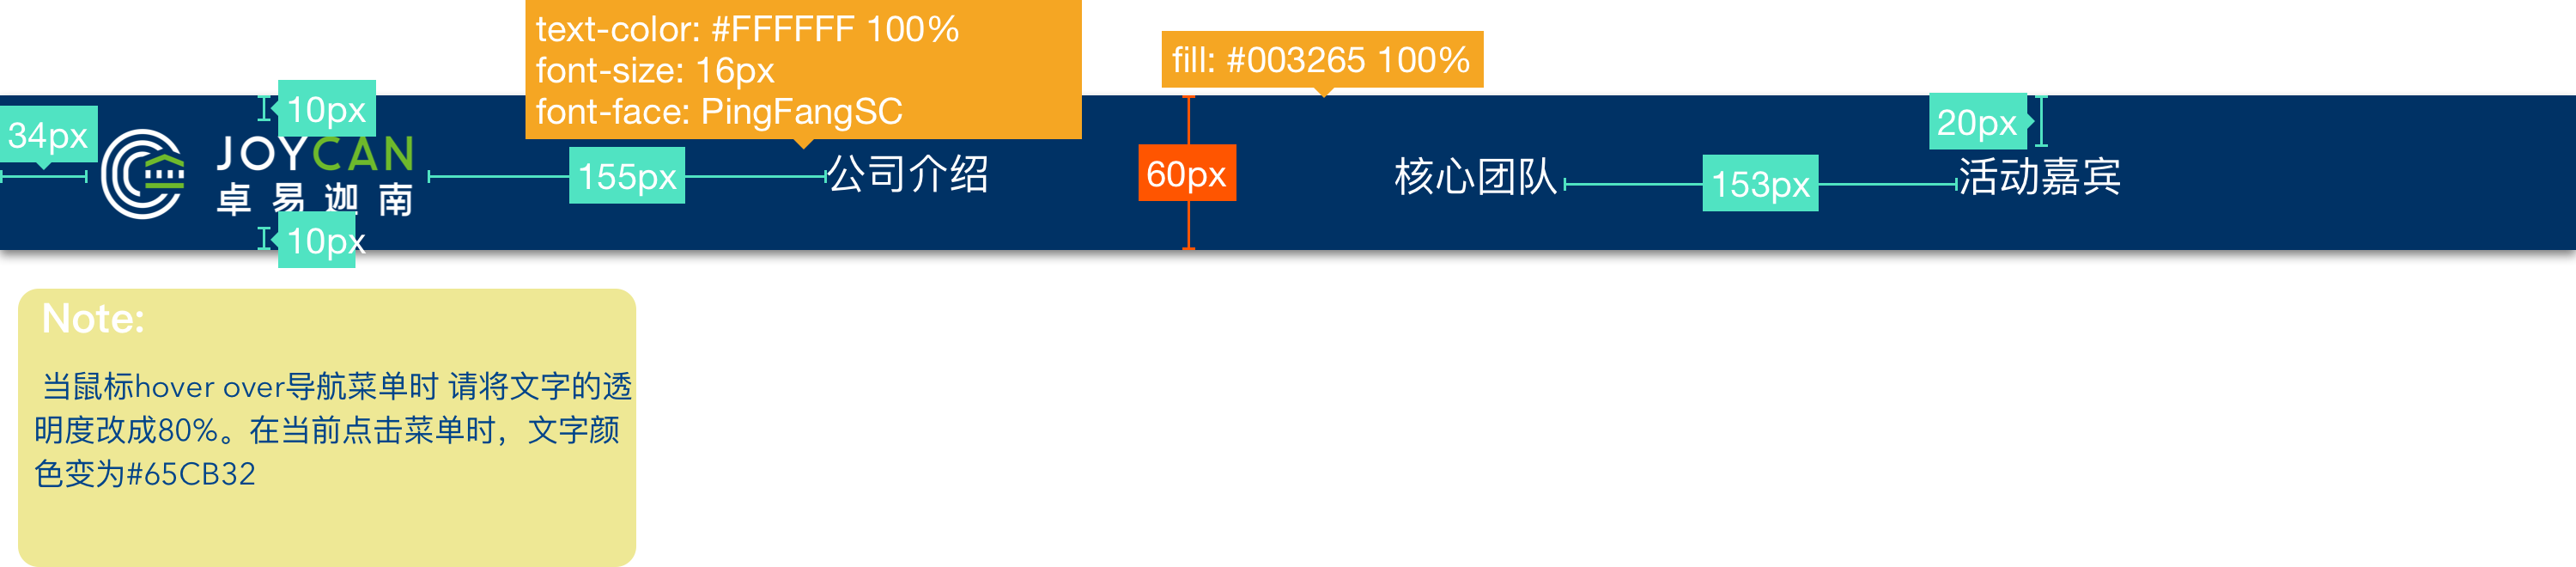 text-color: #FFFFFF 100%
font-size: 16px
font-face: PingFangSC
fill: #003265 100%
34px
10px
JOYCAN
卓易迦南
10px
155px
公司介绍
60px
核心团队
153px
20px
活动嘉宾
Note:
当鼠标hover over导航菜单时 请将文字的透
明度改成80%。在当前点击菜单时，文字颜
色变为#65CB32